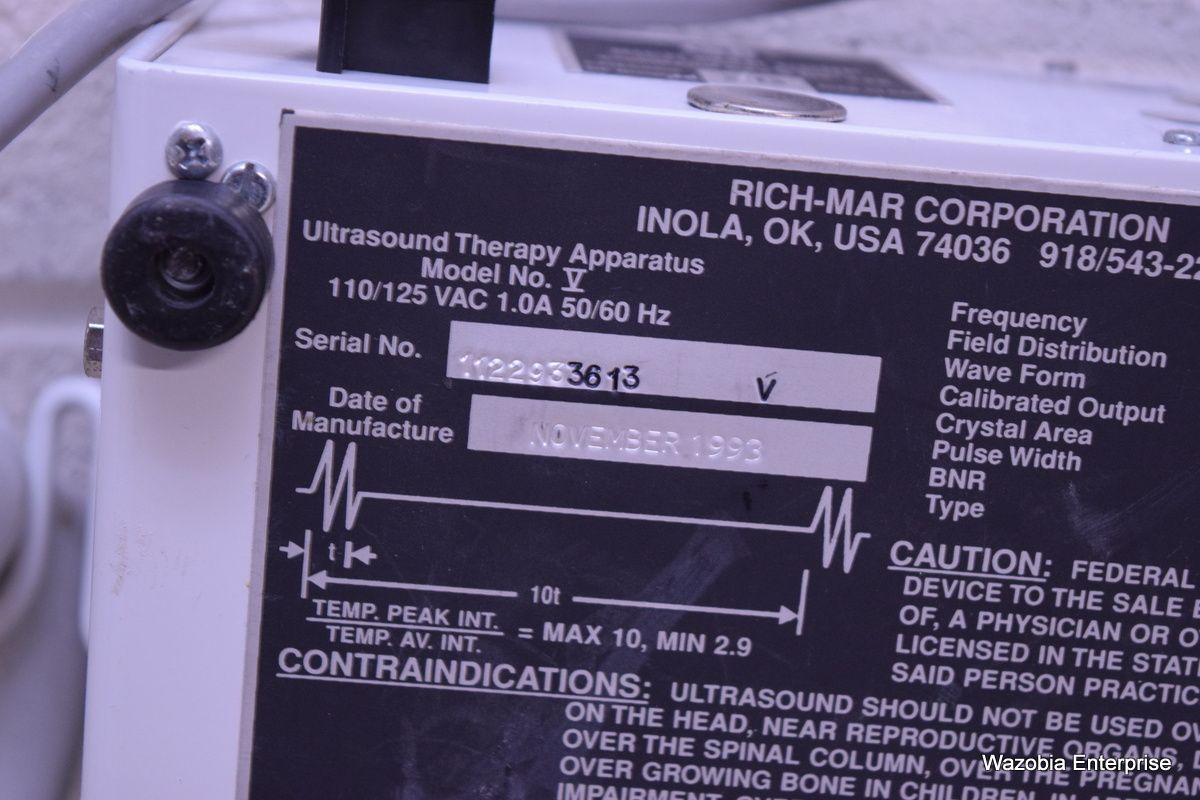 RICH-MAR CORPORATION
INOLA, OK, USA 74036 918/543-22
Ultrasound Therapy Apparatus
Model No. V
110/125 VAC 1.0A 50/60 Hz
Serial No. 1122933613 V
Date of
Manufacture NOVEMBER 1993
t
10t
TEMP. PEAK INT.
TEMP. AV. INT.
= MAX 10, MIN 2.9
Frequency
Field Distribution
Wave Form
Calibrated Output
Crystal Area
Pulse Width
BNR
Type
CAUTION: FEDERAL
DEVICE TO THE SALE
OF, A PHYSICIAN OR O
LICENSED IN THE STAT
SAID PERSON PRACTIC
CONTRAINDICATIONS: ULTRASOUND SHOULD NOT BE USED OV
ON THE HEAD, NEAR REPRODUCTIVE ORGANS,
OVER THE SPINAL COLUMN, OVER THE PREGNA
OVER GROWING BONE IN CHILDREN
Wazobia Enterprise